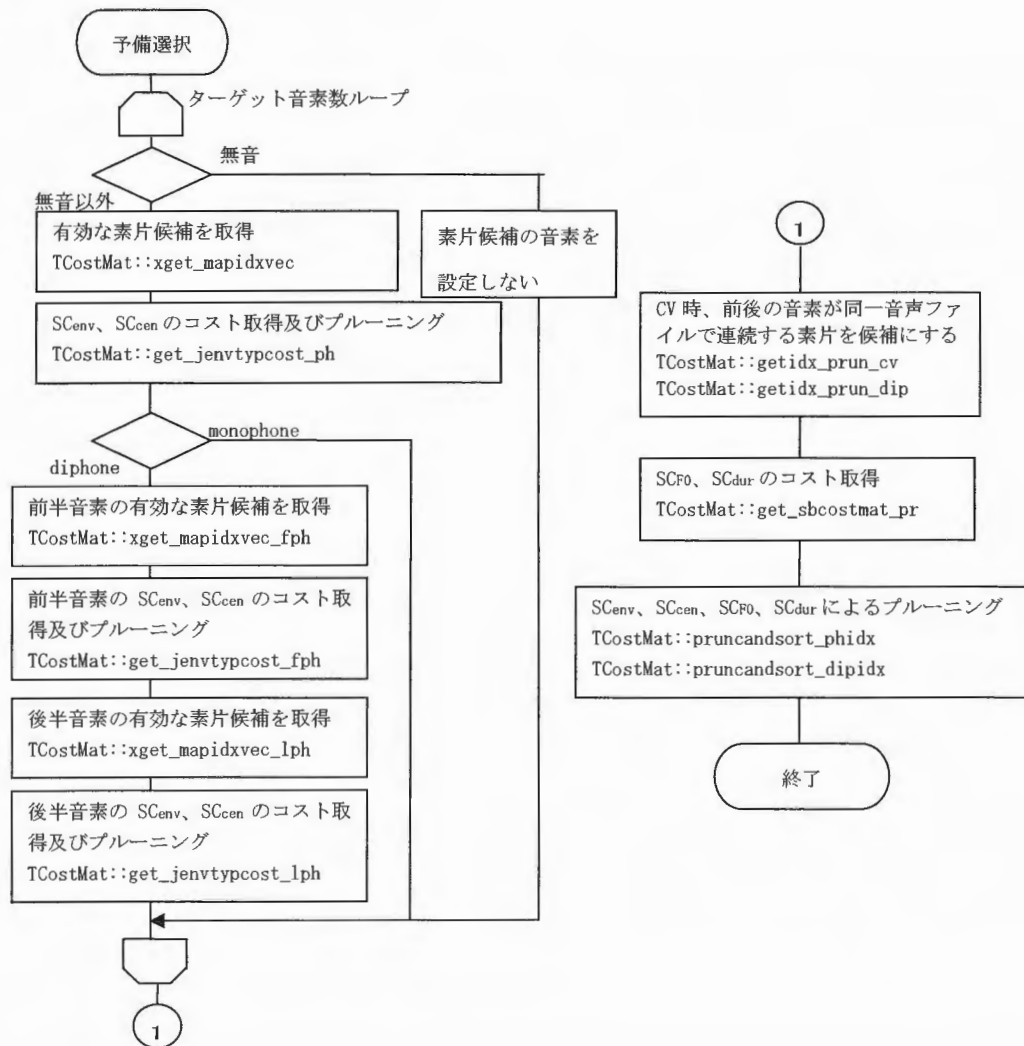 予備選択
ターゲット音素数ループ
無音
無音以外
有効な素片候補を取得
TCostMat::xget_mapidxvec
素片候補の音素を
設定しない
SCenv、SCcen のコスト取得及びプルーニング
TCostMat::get_jenvtypcost_ph
monophone
diphone
前半音素の有効な素片候補を取得
TCostMat::xget_mapidxvec_fph
前半音素の SCenv、SCcen のコスト取
得及びプルーニング
TCostMat::get_jenvtypcost_fph
後半音素の有効な素片候補を取得
TCostMat::xget_mapidxvec_lph
後半音素の SCenv、SCcen のコスト取
得及びプルーニング
TCostMat::get_jenvtypcost_lph
1
1
CV 時、前後の音素が同一音声ファ
イルで連続する素片を候補にする
TCostMat::getidx_prun_cv
TCostMat::getidx_prun_dip
SCF0、SCdur のコスト取得
TCostMat::get_sbcostmat_pr
SCenv、SCcen、SCF0、SCdur によるプルーニング
TCostMat::pruncandsort_phidx
TCostMat::pruncandsort_dipidx
終了